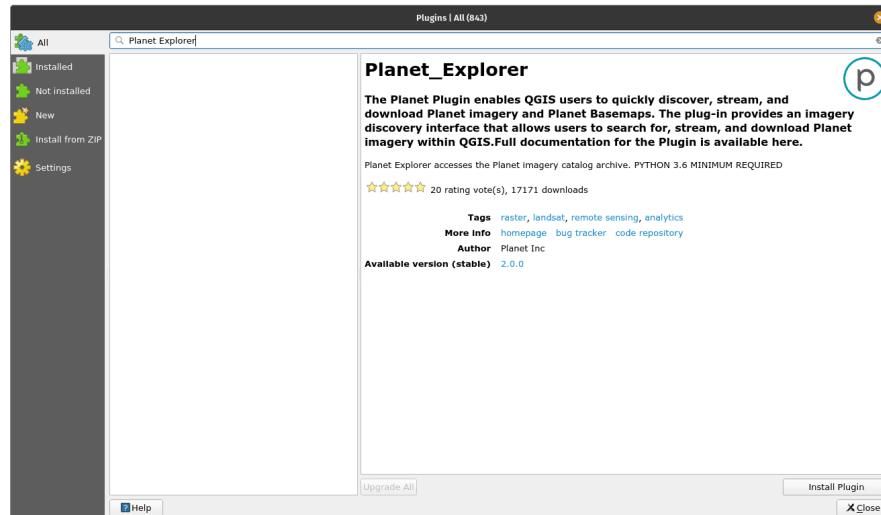 Plugins | All (843)
All
Planet Explorer
Installed
Not installed
New
Install from ZIP
Settings
Planet_Explorer
p
The Planet Plugin enables QGIS users to quickly discover, stream, and
download Planet imagery and Planet Basemaps. The plug-in provides an imagery
discovery interface that allows users to search for, stream, and download Planet
imagery within QGIS.Full documentation for the Plugin is available here.
Planet Explorer accesses the Planet imagery catalog archive. PYTHON 3.6 MINIMUM REQUIRED
20 rating vote(s), 17171 downloads
Tags raster, landsat, remote sensing, analytics
More info homepage bug tracker code repository
Author Planet Inc
Available version (stable) 2.0.0
Upgrade All
Install Plugin
Help
Close